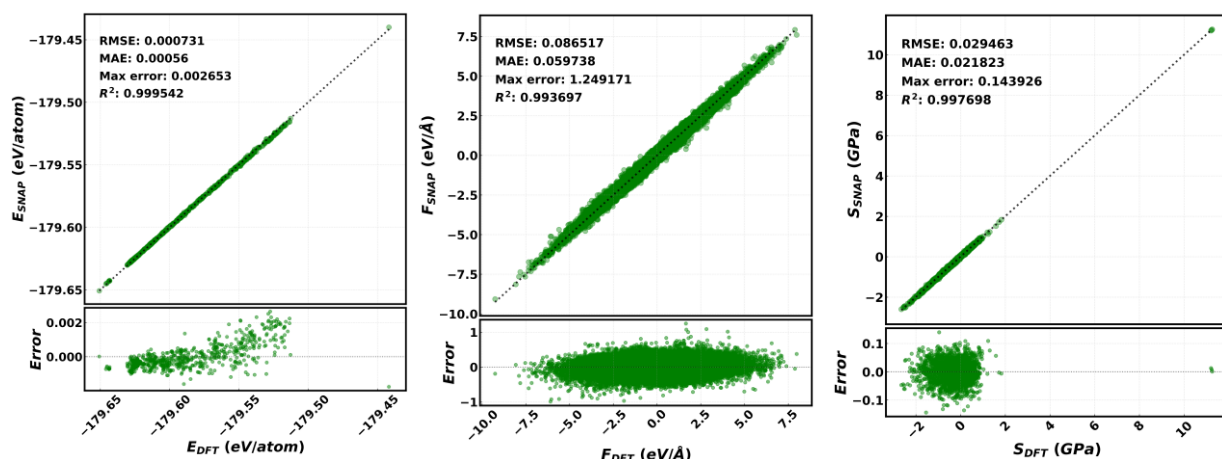 RMSE: 0.000731
MAE: 0.00056
Max error: 0.002653
R²: 0.999542
−179.45
−179.50
−179.55
−179.60
−179.65
E_SNAP (eV/atom)
0.002
0.000
Error
−179.65
−179.60
−179.55
−179.50
−179.45
E_DFT (eV/atom)
RMSE: 0.086517
MAE: 0.059738
Max error: 1.249171
R²: 0.993697
7.5
5.0
2.5
0.0
−2.5
−5.0
−7.5
−10.0
F_SNAP (eV/Å)
1
0
−1
Error
−10.0
−7.5
−5.0
−2.5
0.0
2.5
5.0
7.5
F_DFT (eV/Å)
RMSE: 0.029463
MAE: 0.021823
Max error: 0.143926
R²: 0.997698
10
8
6
4
2
0
−2
S_SNAP (GPa)
0.1
0.0
−0.1
Error
−2
0
2
4
6
8
10
S_DFT (GPa)